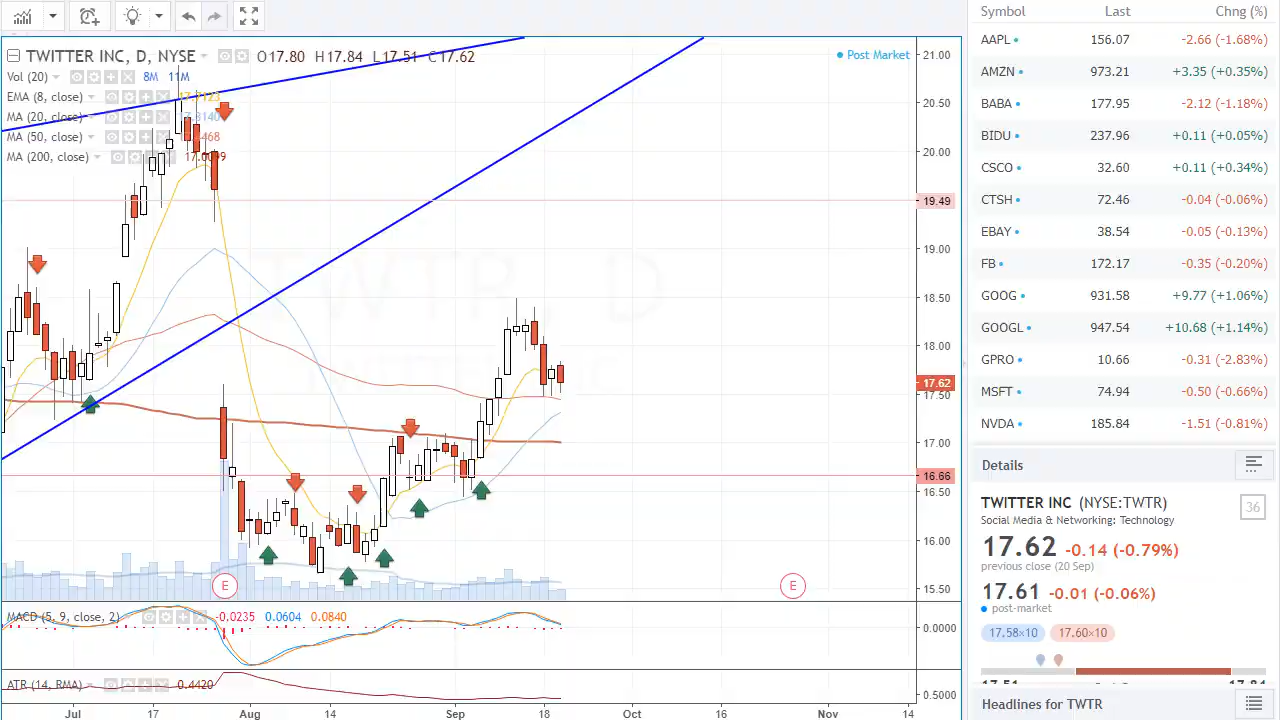 TWITTER INC, D, NYSE O17.80 H17.84 L17.51 C17.62
Post Market
Vol (20) 8M 11M
EMA (8, close)
MA (20, close)
MA (50, close)
MA (200, close)
TWTR, D
21.00
20.50
20.00
19.49
19.00
18.50
18.00
17.62
17.50
17.00
16.66
16.50
16.00
15.50
E
E
MACD (5, 9, close, 2) -0.0235 0.0604 0.0840
0.0000
ATR (14, RMA) 0.4420
0.5000
Jul 17 Aug 14 Sep 18 Oct 16 Nov 14
Symbol Last Chng (%)
AAPL 156.07 -2.66 (-1.68%)
AMZN 973.21 +3.35 (+0.35%)
BABA 177.95 -2.12 (-1.18%)
BIDU 237.96 +0.11 (+0.05%)
CSCO 32.60 +0.11 (+0.34%)
CTSH 72.46 -0.04 (-0.06%)
EBAY 38.54 -0.05 (-0.13%)
FB 172.17 -0.35 (-0.20%)
GOOG 931.58 +9.77 (+1.06%)
GOOGL 947.54 +10.68 (+1.14%)
GPRO 10.66 -0.31 (-2.83%)
MSFT 74.94 -0.50 (-0.66%)
NVDA 185.84 -1.51 (-0.81%)
Details
TWITTER INC (NYSE:TWTR)
36
Social Media & Networking: Technology
17.62 -0.14 (-0.79%)
previous close (20 Sep)
17.61 -0.01 (-0.06%)
post-market
17.58×10 17.60×10
Headlines for TWTR